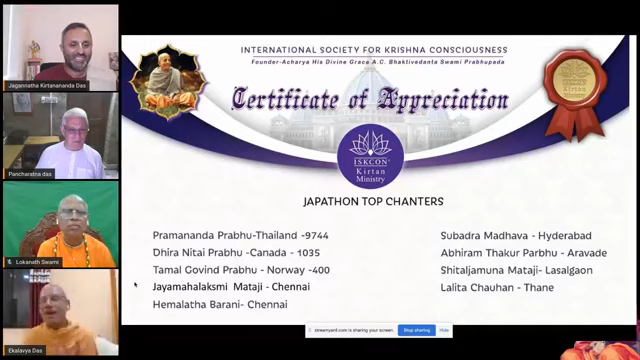 Jagannatha Kirtanananda Das
Pancharatna das
Lokanath Swami
Ekalavya Das
INTERNATIONAL SOCIETY FOR KRISHNA CONSCIOUSNESS
Founder-Acharya His Divine Grace A.C. Bhaktivedanta Swami Prabhupada
Certificate of Appreciation
ISKCON
Kirtan
Ministry
JAPATHON TOP CHANTERS
Pramananda Prabhu-Thailand -9744
Dhira Nitai Prabhu -Canada - 1035
Tamal Govind Prabhu - Norway -400
Jayamahalaksmi Mataji - Chennai
Hemalatha Barani- Chennai
Subadra Madhava - Hyderabad
Abhiram Thakur Parbhu - Aravade
Shitaljamuna Mataji- Lasalgaon
Lalita Chauhan - Thane
streamyard.com is sharing your screen.
Stop sharing
Hide